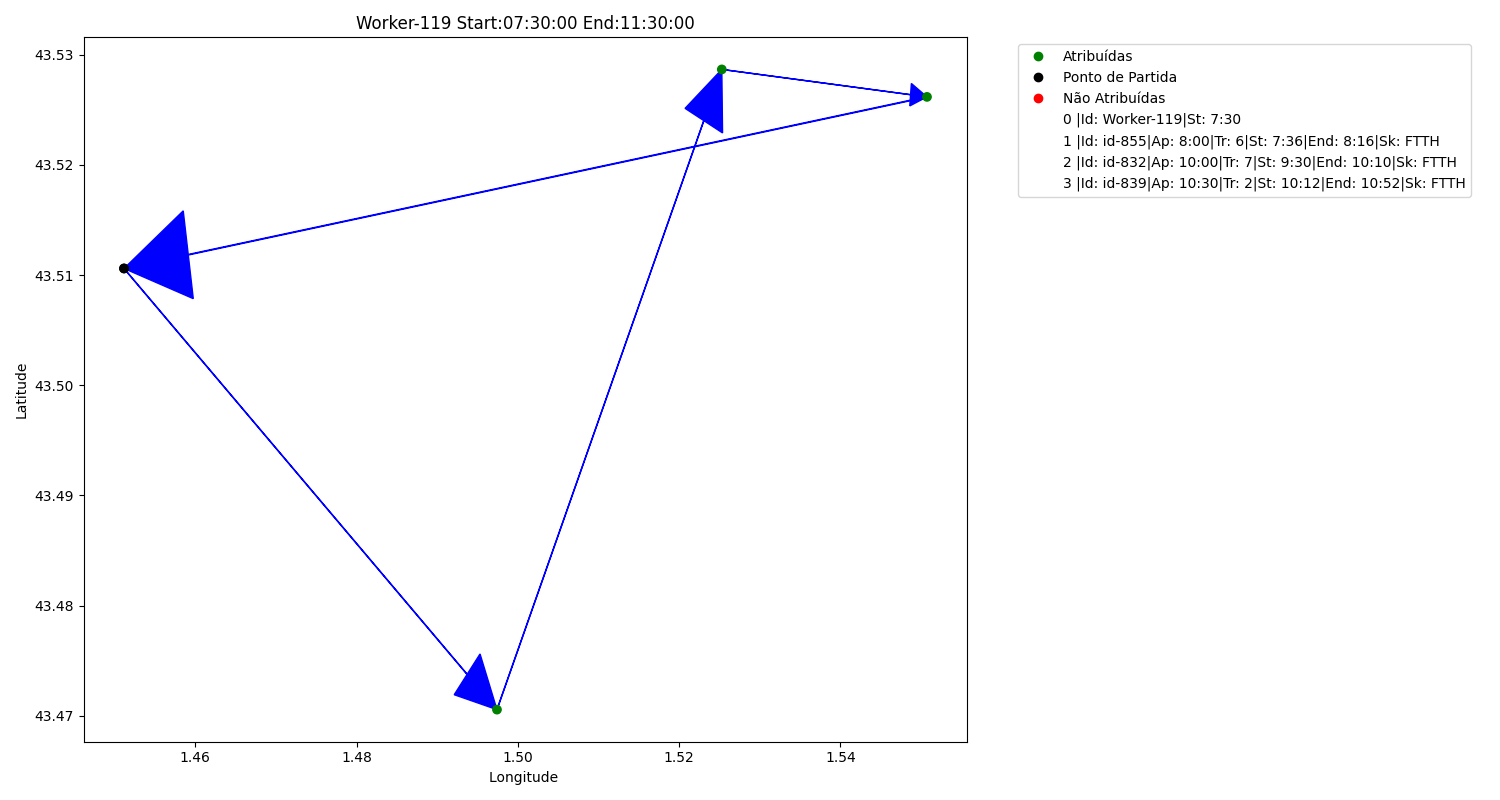 Worker-119 Start:07:30:00 End:11:30:00
43.53
43.52
43.51
43.50
43.49
43.48
43.47
Latitude
1.46
1.48
1.50
1.52
1.54
Longitude
Atribuídas
Ponto de Partida
Não Atribuídas
0 |Id: Worker-119|St: 7:30
1 |Id: id-855|Ap: 8:00|Tr: 6|St: 7:36|End: 8:16|Sk: FTTH
2 |Id: id-832|Ap: 10:00|Tr: 7|St: 9:30|End: 10:10|Sk: FTTH
3 |Id: id-839|Ap: 10:30|Tr: 2|St: 10:12|End: 10:52|Sk: FTTH